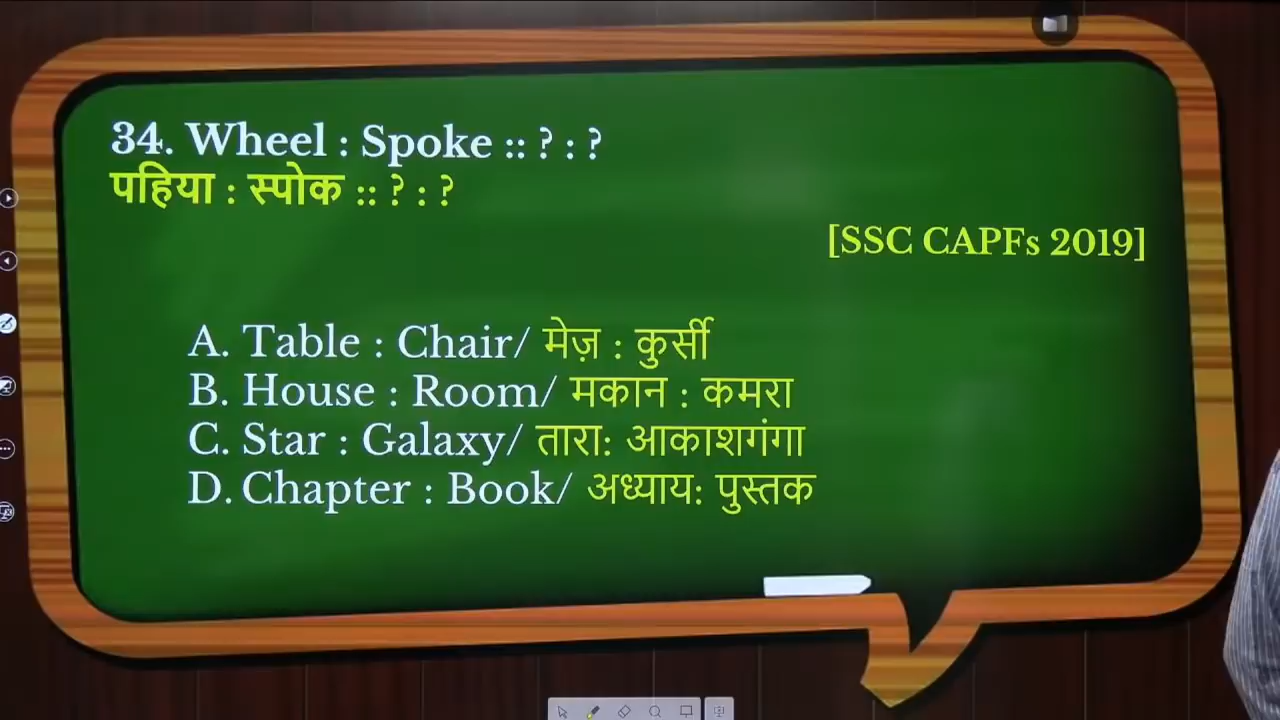 34. Wheel : Spoke :: ? : ?
पहिया : स्पोक :: ? : ?
[SSC CAPFs 2019]
A. Table : Chair/ मेज़ : कुर्सी
B. House : Room/ मकान : कमरा
C. Star : Galaxy/ तारा: आकाशगंगा
D. Chapter : Book/ अध्याय: पुस्तक